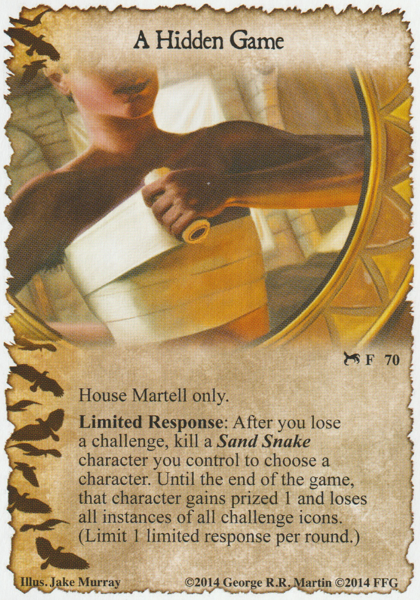 A Hidden Game
F 70
House Martell only.
Limited Response: After you lose
a challenge, kill a Sand Snake
character you control to choose a
character. Until the end of the game,
that character gains prized 1 and loses
all instances of all challenge icons.
(Limit 1 limited response per round.)
Illus. Jake Murray ©2014 George R.R. Martin ©2014 FFG